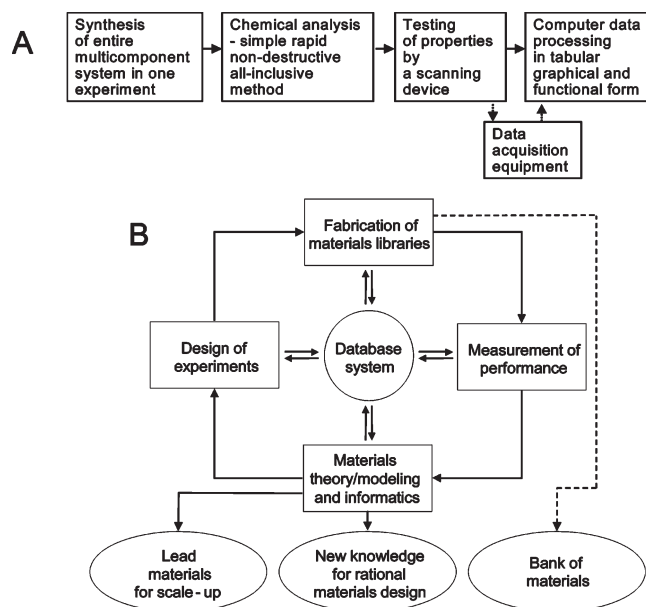 A
Synthesis
of entire
multicomponent
system in one
experiment
Chemical analysis
- simple rapid
non-destructive
all-inclusive
method
Testing
of properties
by
a scanning
device
Computer data
processing
in tabular
graphical and
functional form
Data
acquisition
equipment
B
Fabrication of
materials libraries
Design of
experiments
Database
system
Measurement of
performance
Materials
theory/modeling
and informatics
Lead
materials
for scale-up
New knowledge
for rational
materials design
Bank of
materials